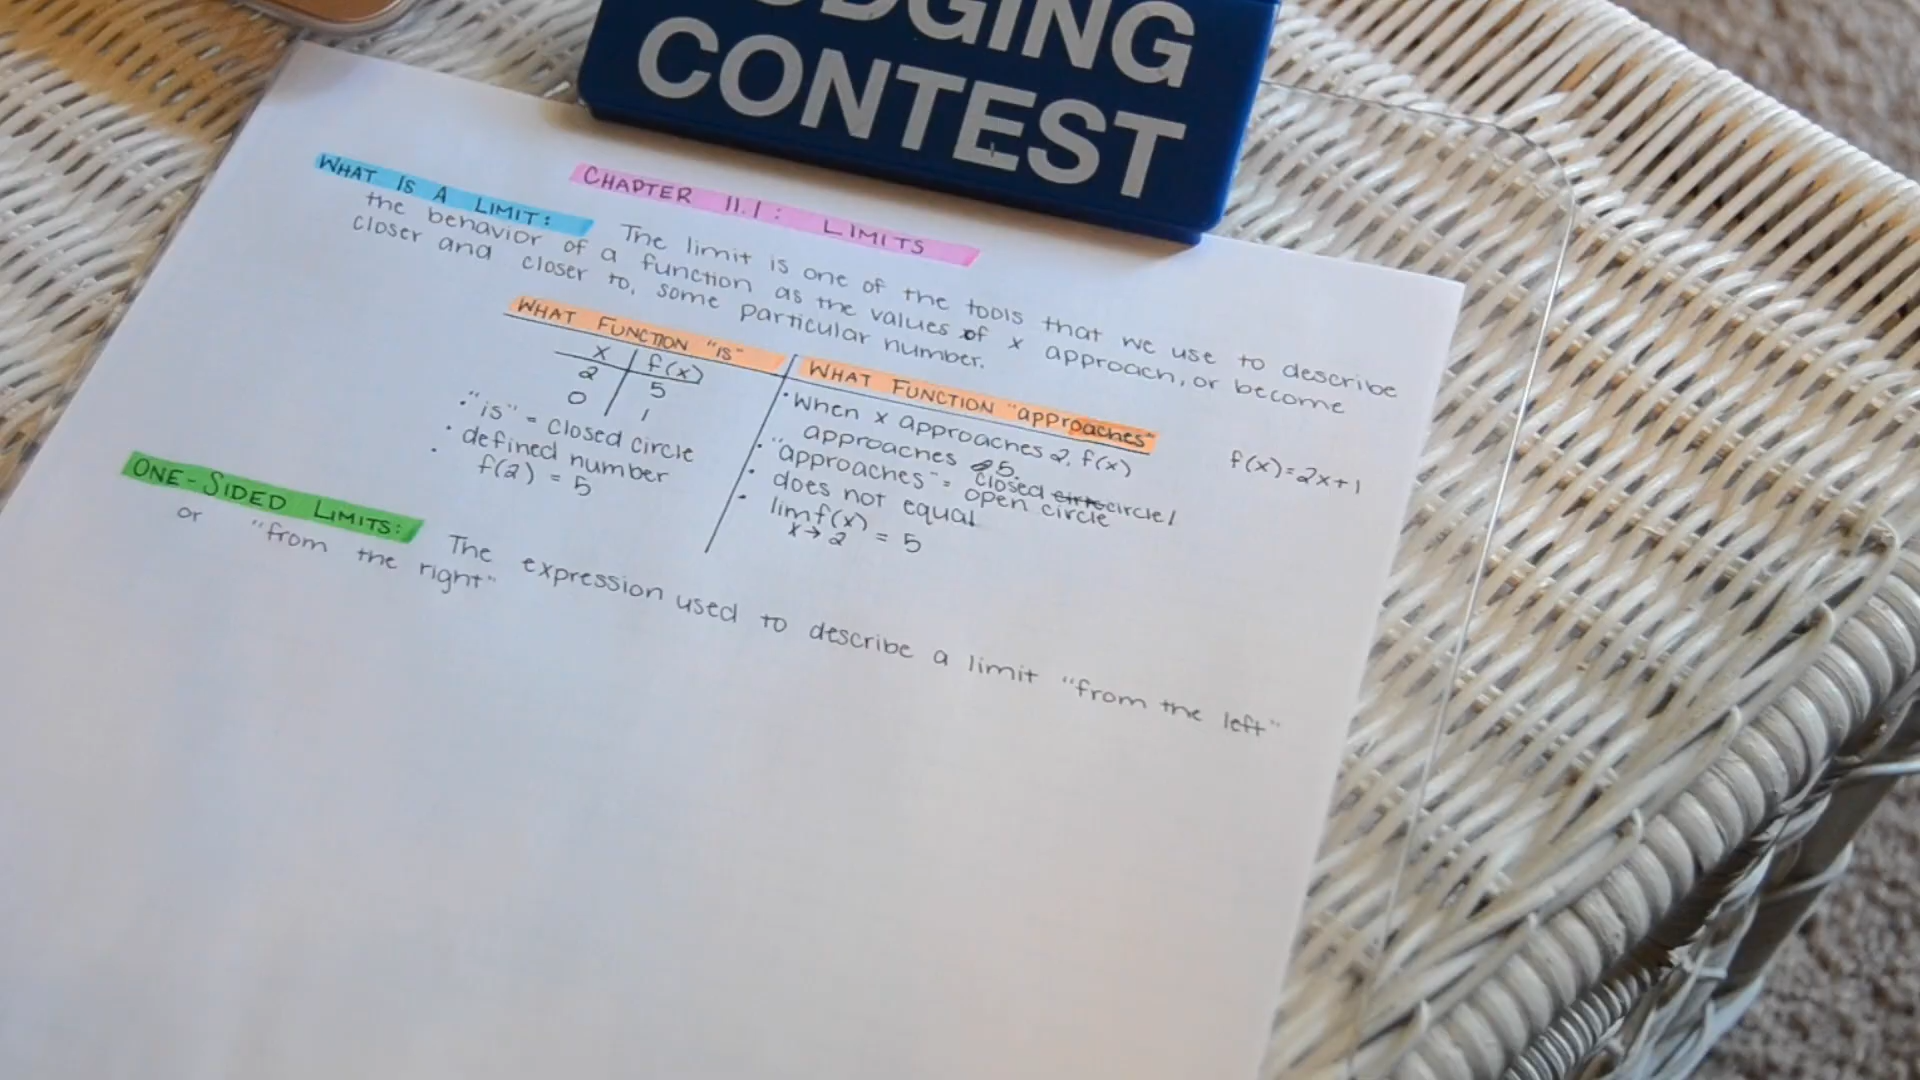 CONTEST
CHAPTER 11.1: LIMITS
WHAT IS A LIMIT: The limit is one of the tools that we use to describe
the behavior of a function as the values of x approach, or become
closer and closer to, some particular number.
WHAT FUNCTION "IS"
x f(x)
2 5
0 1
• "is" = closed circle
• defined number
• f(2) = 5
WHAT FUNCTION "approaches"
• When x approaches 2, f(x)
approaches 5.
• "approaches" = closed circle/
open circle
• does not equal
• lim f(x) = 5
x→2
f(x)=2x+1
ONE-SIDED LIMITS: The expression used to describe a limit "from the left"
or "from the right"